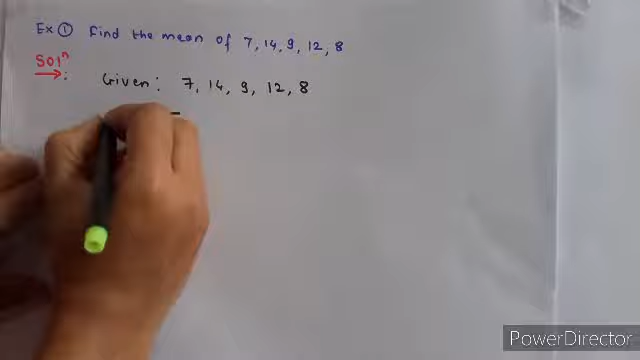 Ex ① Find the mean of 7, 14, 9, 12, 8
Solⁿ :
Given: 7, 14, 9, 12, 8
PowerDirector